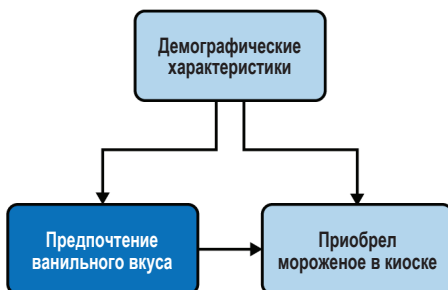 Демографические
характеристики
Предпочтение
ванильного вкуса
Приобрел
мороженое в киоске